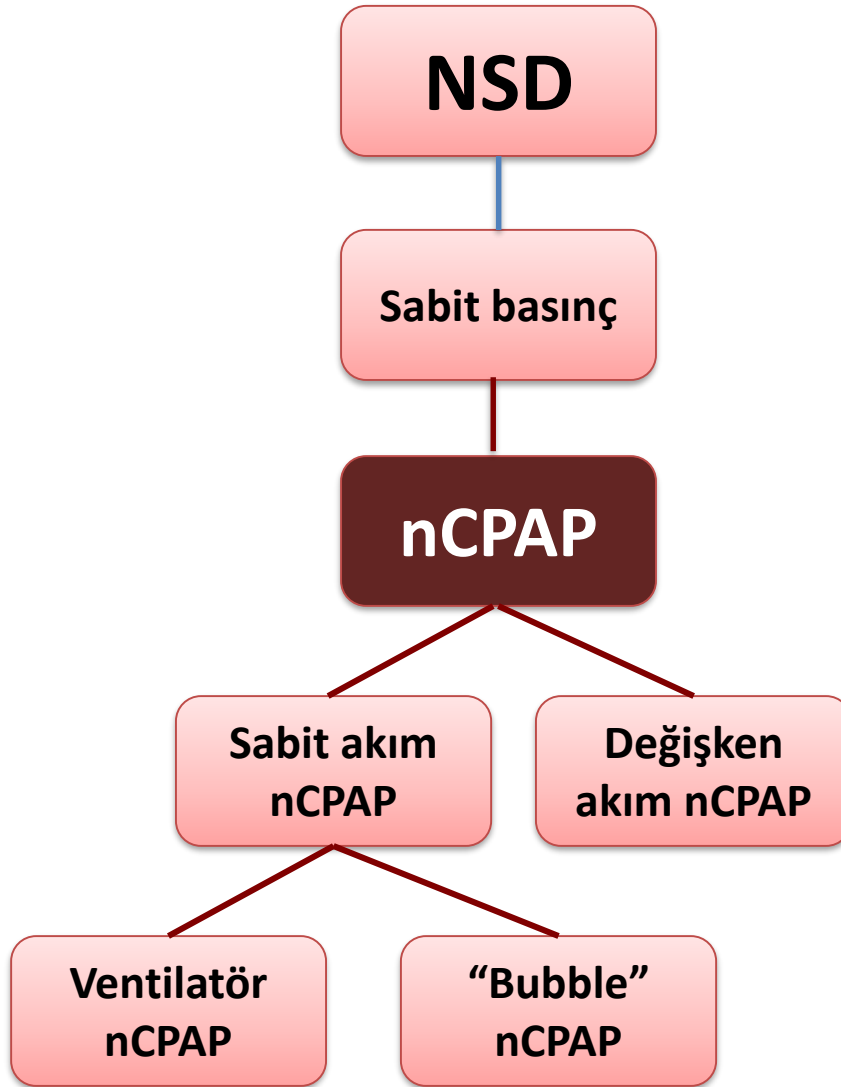 NSD
Sabit basınç
nCPAP
Sabit akım
nCPAP
Değişken
akım nCPAP
Ventilatör
nCPAP
“Bubble”
nCPAP